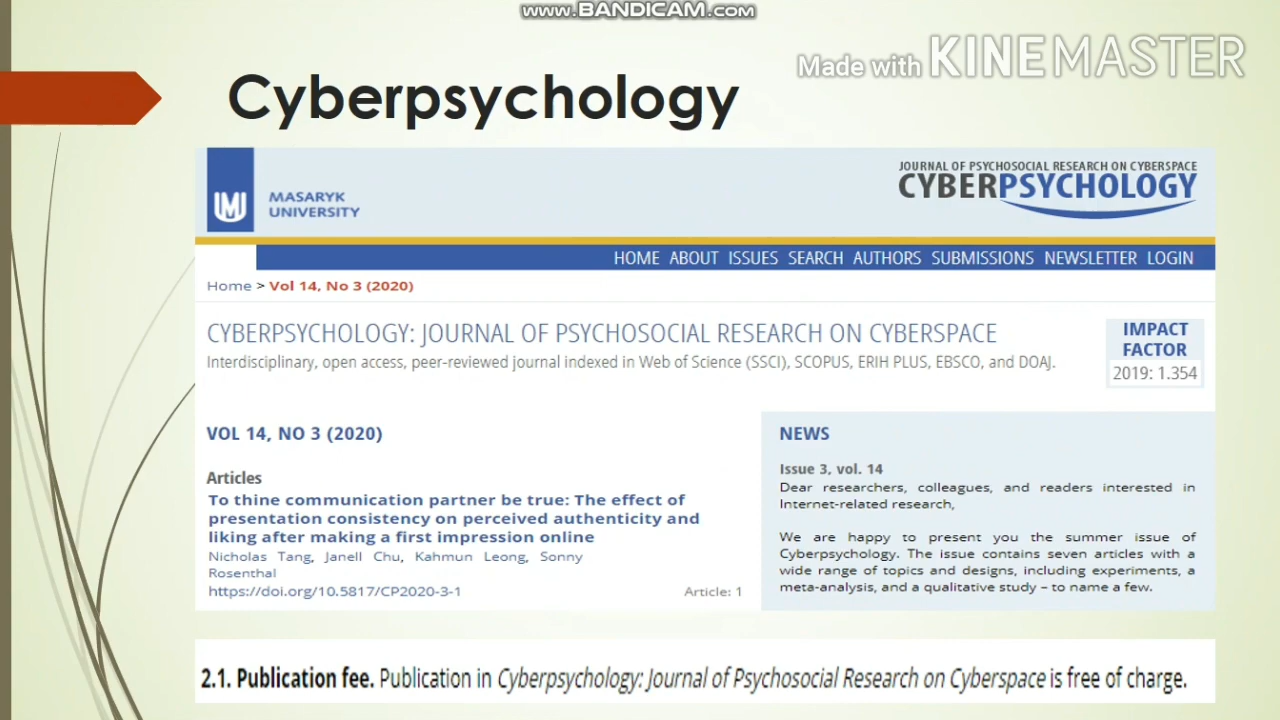 www.BANDICAM.com
Made with KINEMASTER
Cyberpsychology
MASARYK
UNIVERSITY
JOURNAL OF PSYCHOSOCIAL RESEARCH ON CYBERSPACE
CYBERPSYCHOLOGY
HOME ABOUT ISSUES SEARCH AUTHORS SUBMISSIONS NEWSLETTER LOGIN
Home > Vol 14, No 3 (2020)
CYBERPSYCHOLOGY: JOURNAL OF PSYCHOSOCIAL RESEARCH ON CYBERSPACE
Interdisciplinary, open access, peer-reviewed journal indexed in Web of Science (SSCI), SCOPUS, ERIH PLUS, EBSCO, and DOAJ.
IMPACT
FACTOR
2019: 1.354
VOL 14, NO 3 (2020)
Articles
To thine communication partner be true: The effect of
presentation consistency on perceived authenticity and
liking after making a first impression online
Nicholas Tang, Janell Chu, Kahmun Leong, Sonny
Rosenthal
https://doi.org/10.5817/CP2020-3-1
Article: 1
NEWS
Issue 3, vol. 14
Dear researchers, colleagues, and readers interested in
Internet-related research,
We are happy to present you the summer issue of
Cyberpsychology. The issue contains seven articles with a
wide range of topics and designs, including experiments, a
meta-analysis, and a qualitative study – to name a few.
2.1. Publication fee. Publication in Cyberpsychology: Journal of Psychosocial Research on Cyberspace is free of charge.